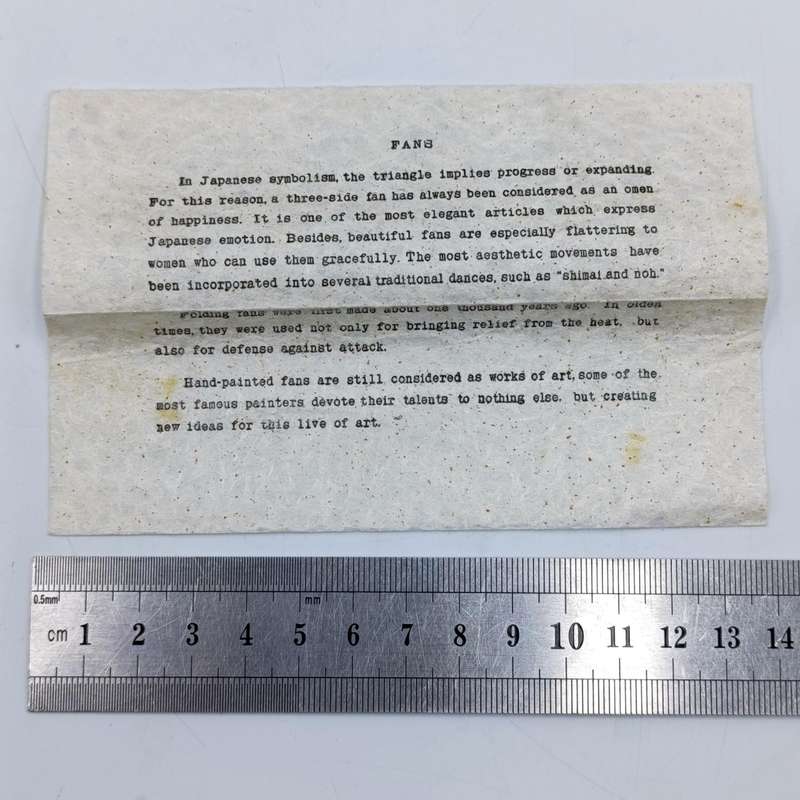 FANS
In Japanese symbolism, the triangle implies progress or expanding.
For this reason, a three-side fan has always been considered as an omen
of happiness. It is one of the most elegant articles which express
Japanese emotion. Besides, beautiful fans are especially flattering to
women who can use them gracefully. The most aesthetic movements have
been incorporated into several traditional dances, such as "shimai and noh."
Folding fans were first made about one thousand years ago. In olden
times, they were used not only for bringing relief from the heat, but
also for defense against attack.
Hand-painted fans are still considered as works of art, some of the
most famous painters devote their talents to nothing else, but creating
new ideas for this live of art.
0.5mm mm
cm 1 2 3 4 5 6 7 8 9 10 11 12 13 14